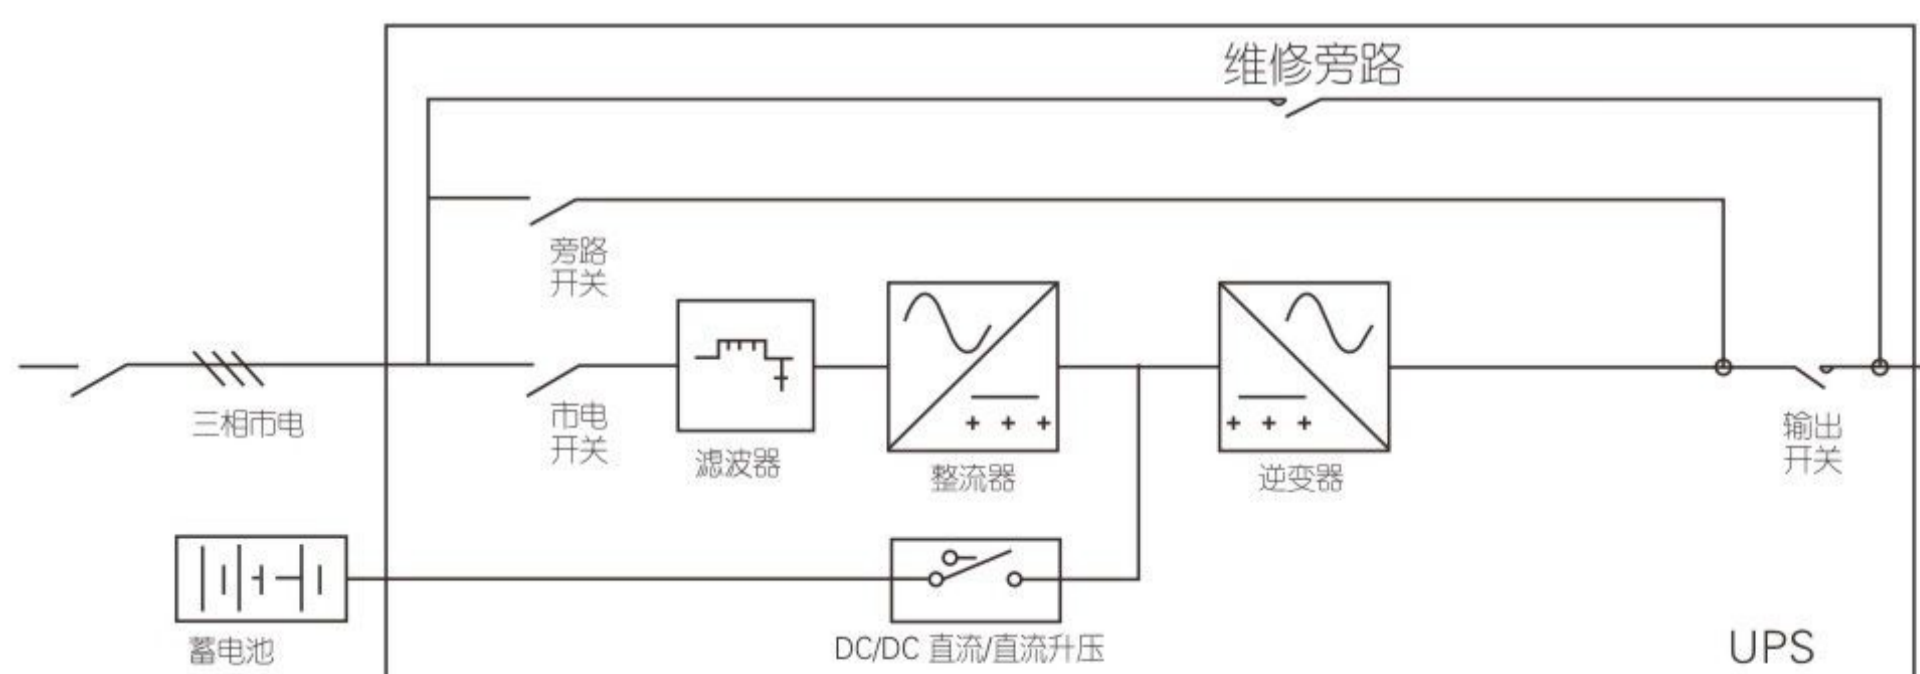 维修旁路
旁路
开关
三相市电
市电
开关
滤波器
整流器
逆变器
输出
开关
蓄电池
DC/DC 直流/直流升压
UPS